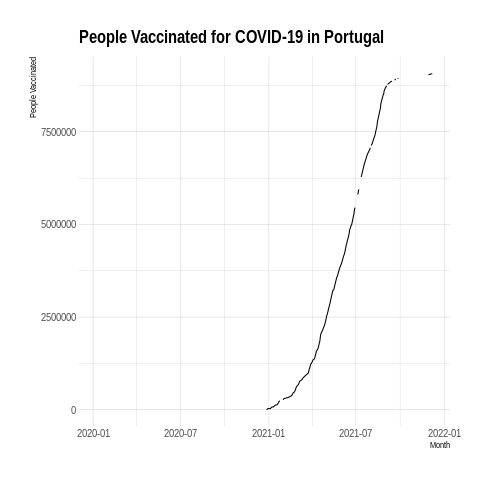 People Vaccinated for COVID-19 in Portugal
People Vaccinated
7500000
5000000
2500000
0
2020-01 2020-07 2021-01 2021-07 2022-01
Month